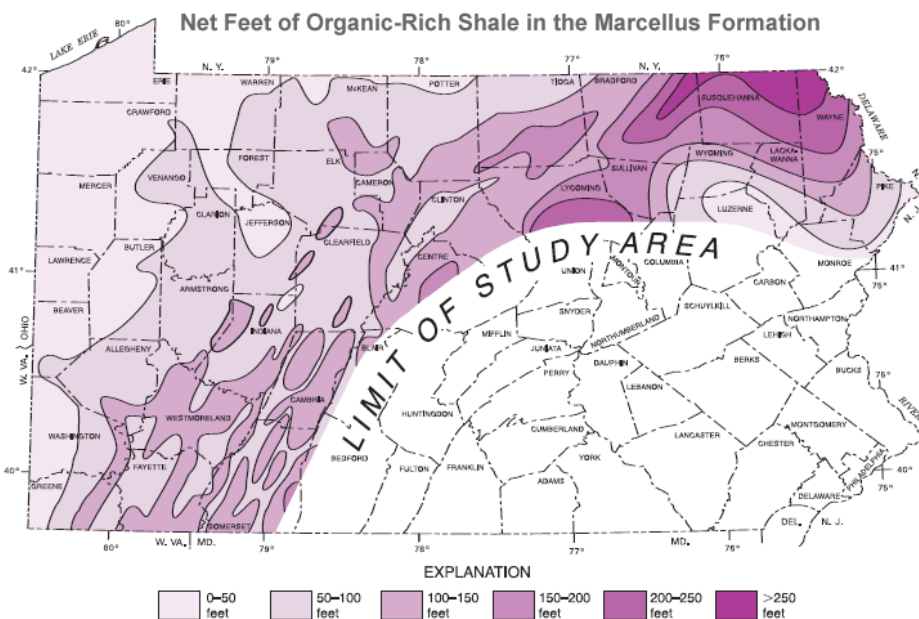 Net Feet of Organic-Rich Shale in the Marcellus Formation
80°
LAKE ERIE
N. Y.
79°
78°
77°
N. Y.
76°
42°
ERIE
WARREN
McKEAN
POTTER
TIOGA
BRADFORD
42°
SUSQUEHANNA
CRAWFORD
WAYNE
DELAWARE
FOREST
ELK
WYOMING
LACKA-
WANNA
75°
MERCER
VENANGO
CAMERON
SULLIVAN
PIKE
N. J.
CLARION
JEFFERSON
CLINTON
LYCOMING
LUZERNE
BUTLER
CLEARFIELD
LAWRENCE
CENTRE
LIMIT OF STUDY AREA
UNION
MONTOUR
COLUMBIA
MONROE
41°
41°
75°
ARMSTRONG
CARBON
BEAVER
SNYDER
NORTHUMBERLAND
SCHUYLKILL
NORTHAMPTON
INDIANA
MIFFLIN
LEHIGH
OHIO
W. VA.
ALLEGHENY
BLAIR
JUNIATA
PERRY
DAUPHIN
BERKS
BUCKS
75°
CAMBRIA
LEBANON
RIVER
WESTMORELAND
HUNTINGDON
WASHINGTON
CUMBERLAND
LANCASTER
MONTGOMERY
CHESTER
PHILADELPHIA
40°
FAYETTE
BEDFORD
FULTON
FRANKLIN
YORK
ADAMS
40°
75°
GREENE
SOMERSET
DELAWARE
DEL.
N. J.
80°
W. VA.
MD.
79°
78°
77°
MD.
76°
EXPLANATION
0–50
feet
50–100
feet
100–150
feet
150–200
feet
200–250
feet
>250
feet